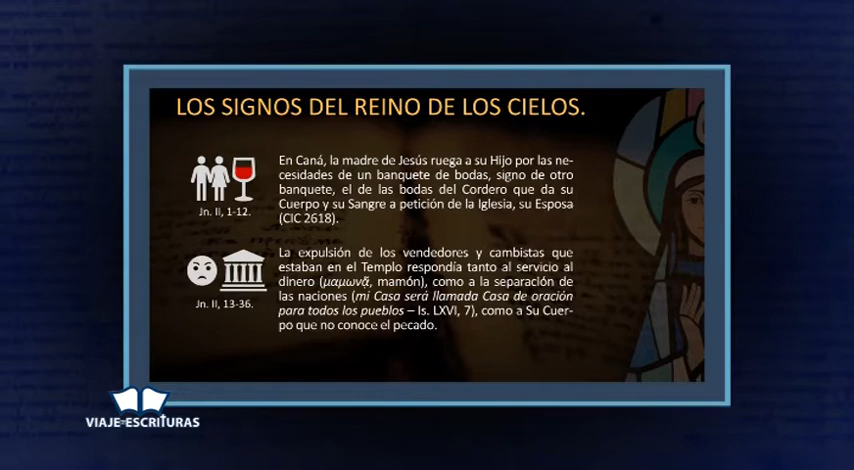 LOS SIGNOS DEL REINO DE LOS CIELOS.
En Caná, la madre de Jesús ruega a su Hijo por las ne-
cesidades de un banquete de bodas, signo de otro
banquete, el de las bodas del Cordero que da su
Cuerpo y su Sangre a petición de la Iglesia, su Esposa
(CIC 2618).
Jn. II, 1-12.
La expulsión de los vendedores y cambistas que
estaban en el Templo respondía tanto al servicio al
dinero (μαμωνᾷ, mamón), como a la separación de
las naciones (mi Casa será llamada Casa de oración
para todos los pueblos – Is. LXVI, 7), como a Su Cuer-
po que no conoce el pecado.
Jn. II, 13-36.
VIAJE
ESCRITURAS